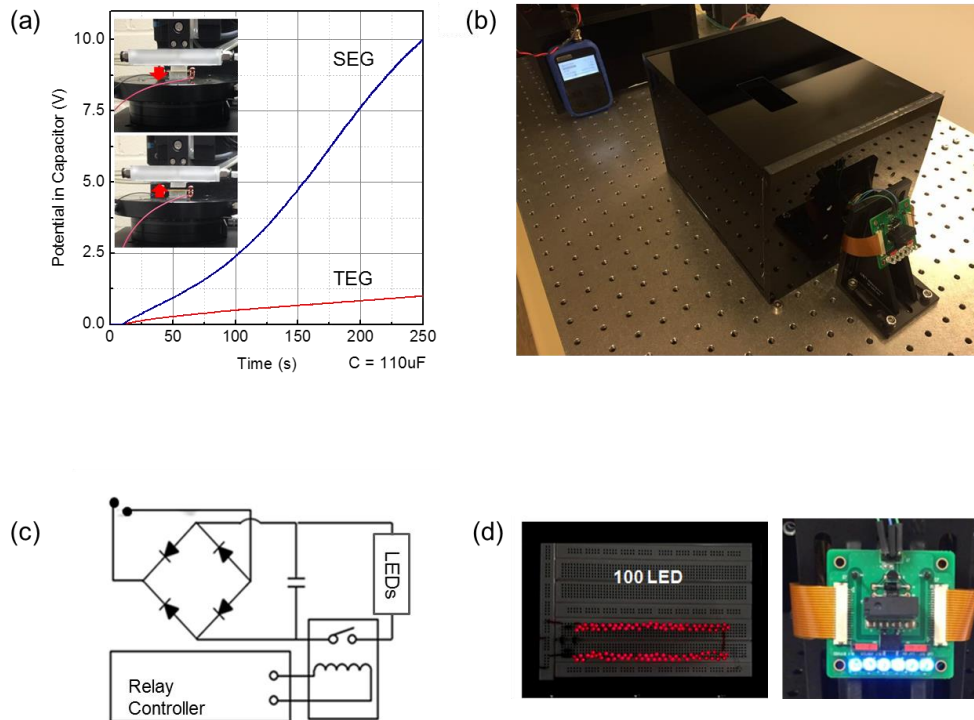 (a)
10.0
7.5
5.0
2.5
0.0
Potential in Capacitor (V)
SEG
TEG
0
50
100
150
200
250
Time (s)
C = 110uF
(b)
(c)
LEDs
Relay
Controller
(d)
100 LED